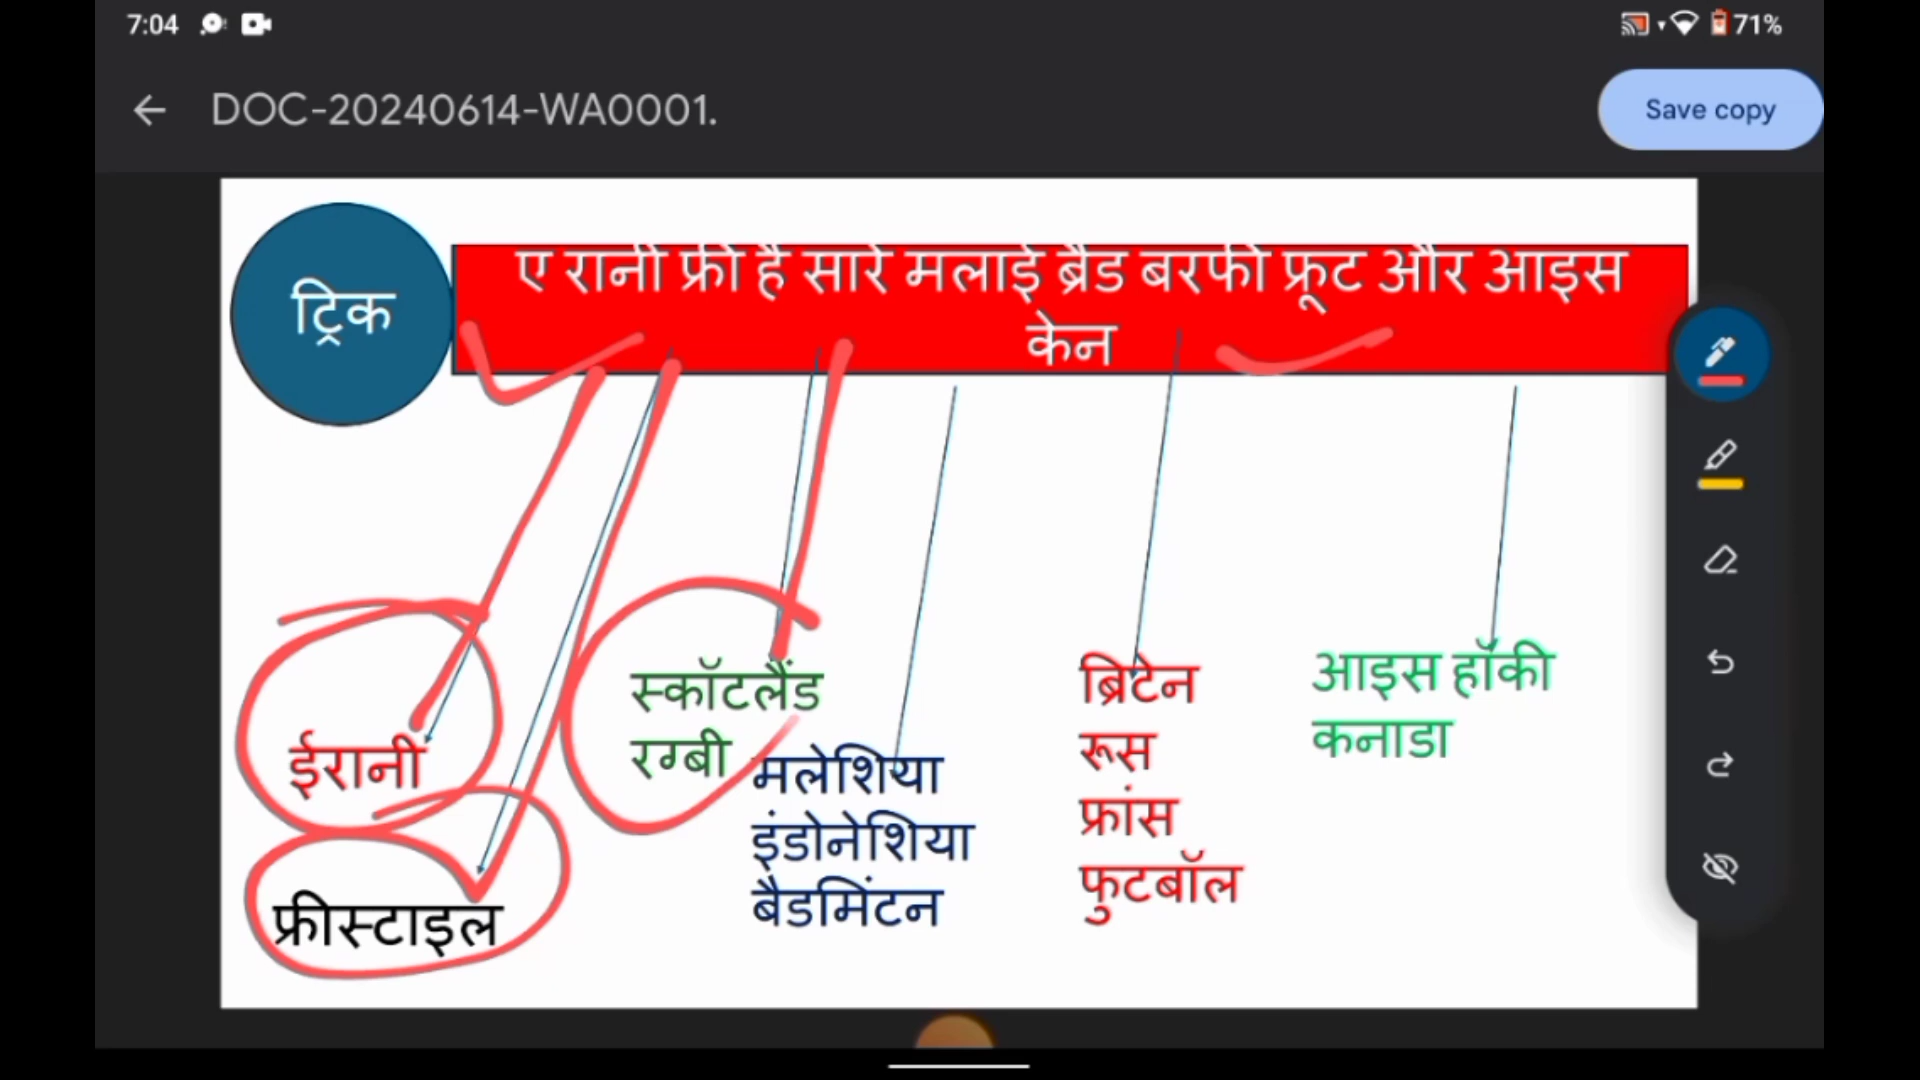 7:04
71%
DOC-20240614-WA0001.
Save copy
ट्रिक
ए रानी फ्री है सारे मलाई ब्रैड बरफी फ्रूट और आइस
केन
ईरानी
फ्रीस्टाइल
स्कॉटलैंड
रग्बी
मलेशिया
इंडोनेशिया
बैडमिंटन
ब्रिटेन
रूस
फ्रांस
फुटबॉल
आइस हॉकी
कनाडा